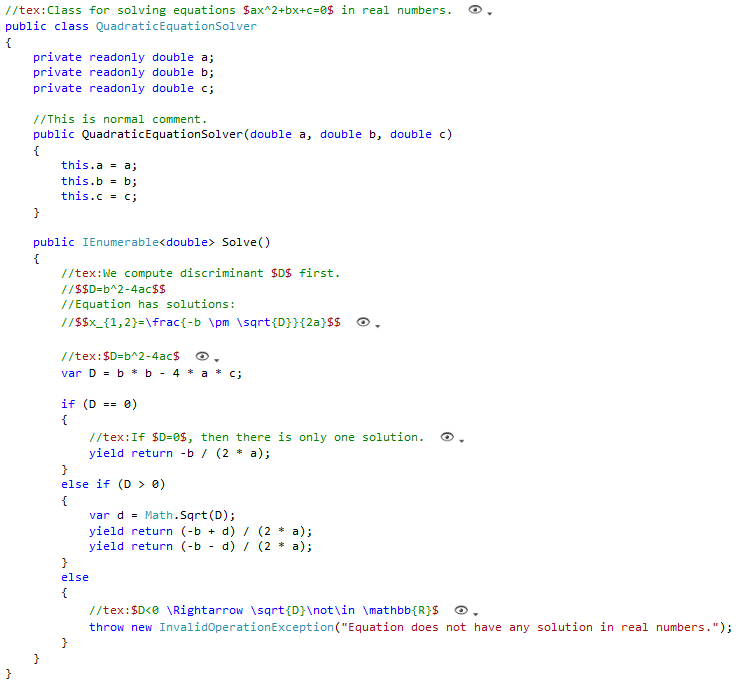 //tex:Class for solving equations $ax^2+bx+c=0$ in real numbers.
public class QuadraticEquationSolver
{
    private readonly double a;
    private readonly double b;
    private readonly double c;

    //This is normal comment.
    public QuadraticEquationSolver(double a, double b, double c)
    {
        this.a = a;
        this.b = b;
        this.c = c;
    }

    public IEnumerable<double> Solve()
    {
        //tex:We compute discriminant $D$ first.
        //$$D=b^2-4ac$$
        //Equation has solutions:
        //$$x_{1,2}=\frac{-b \pm \sqrt{D}}{2a}$$

        //tex:$D=b^2-4ac$
        var D = b * b - 4 * a * c;

        if (D == 0)
        {
            //tex:If $D=0$, then there is only one solution.
            yield return -b / (2 * a);
        }
        else if (D > 0)
        {
            var d = Math.Sqrt(D);
            yield return (-b + d) / (2 * a);
            yield return (-b - d) / (2 * a);
        }
        else
        {
            //tex:$D<0 \Rightarrow \sqrt{D}\not\in \mathbb{R}$
            throw new InvalidOperationException("Equation does not have any solution in real numbers.");
        }
    }
}